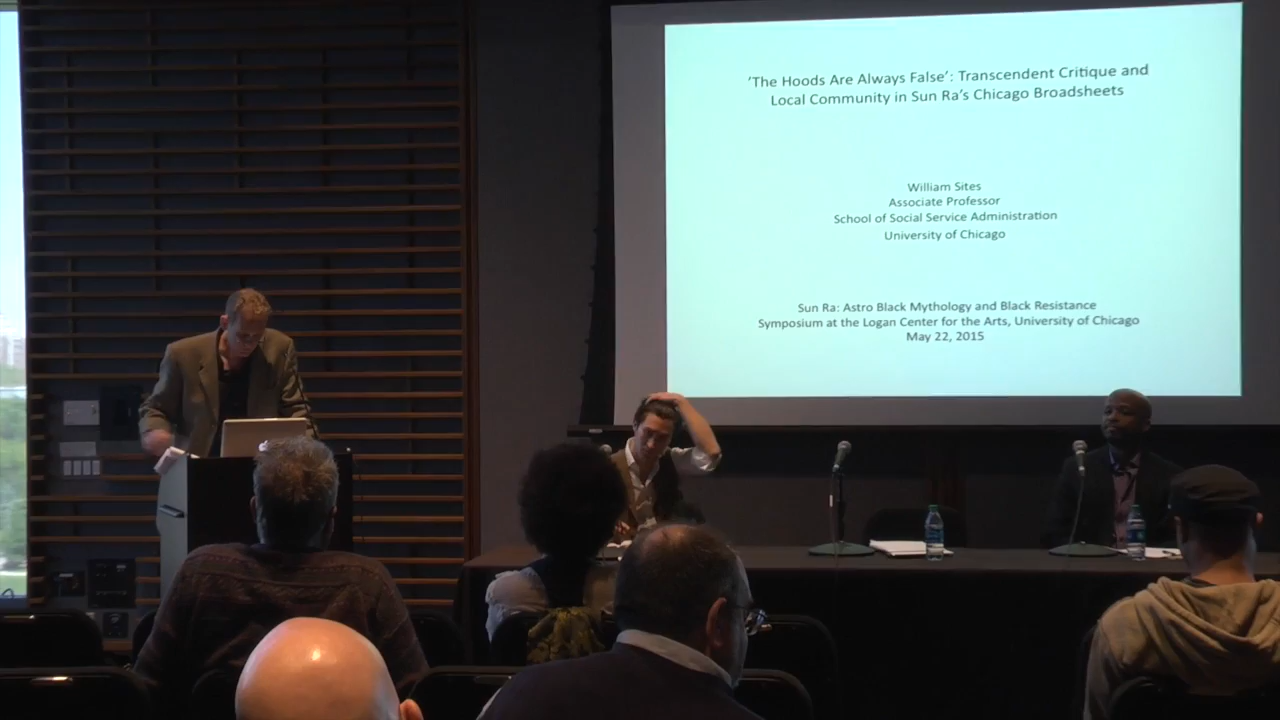 'The Hoods Are Always False': Transcendent Critique and
Local Community in Sun Ra's Chicago Broadsheets
William Sites
Associate Professor
School of Social Service Administration
University of Chicago
Sun Ra: Astro Black Mythology and Black Resistance
Symposium at the Logan Center for the Arts, University of Chicago
May 22, 2015